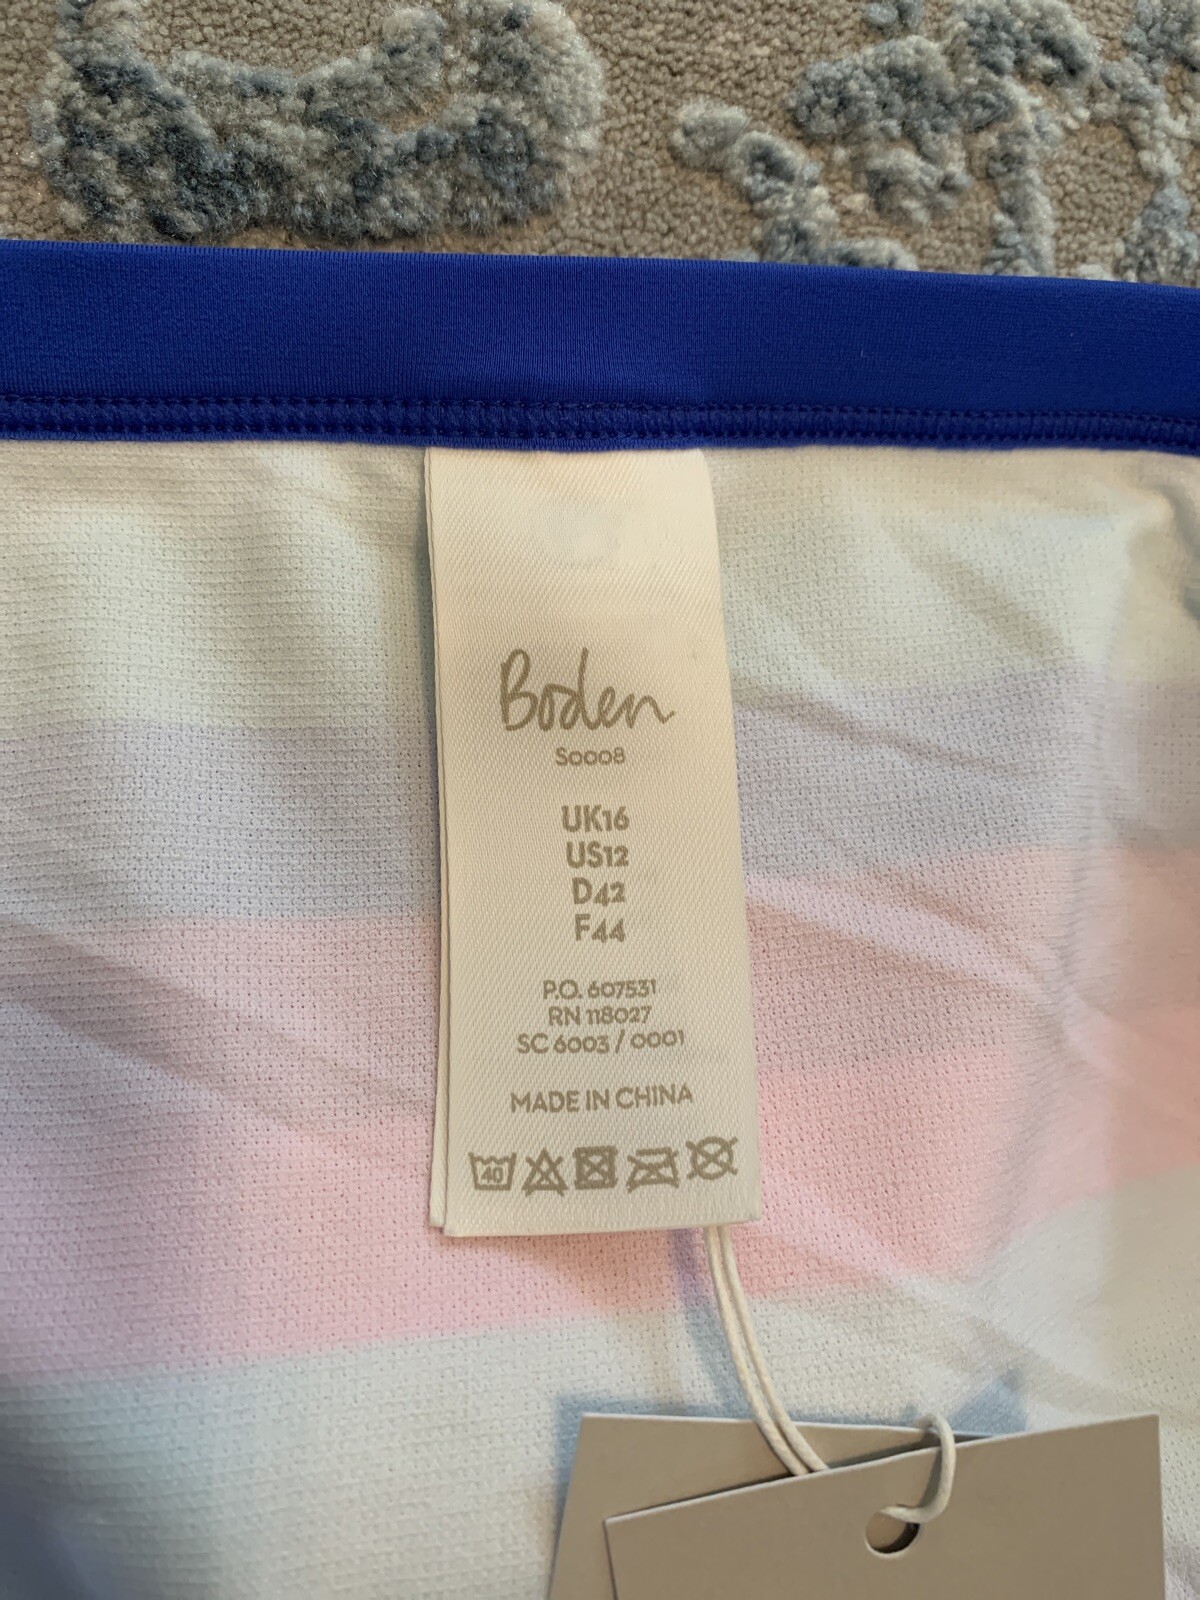 Boden
S0008
UK16
US12
D42
F44
P.O. 607531
RN 118027
SC 6003 / 0001
MADE IN CHINA
40